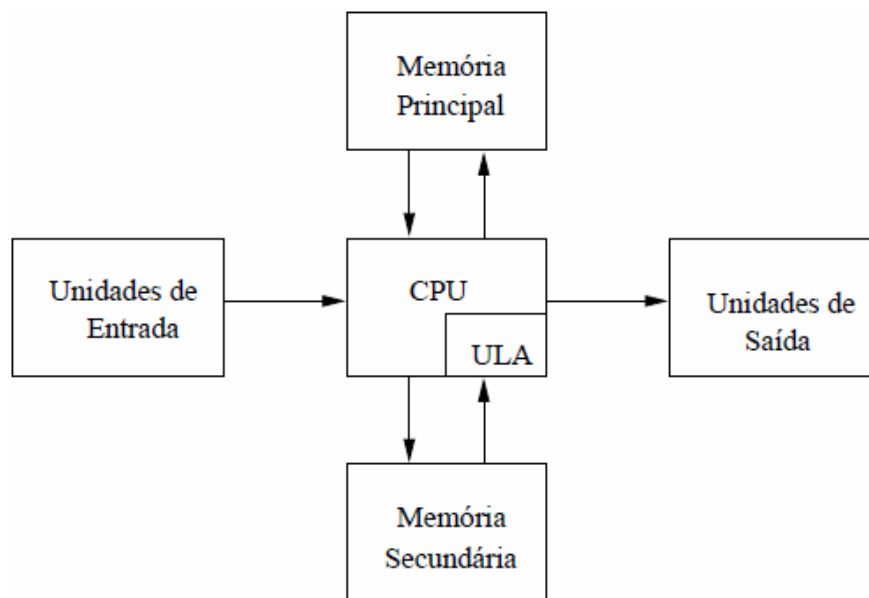 Memória
Principal
Unidades de
Entrada
CPU
ULA
Unidades de
Saída
Memória
Secundária